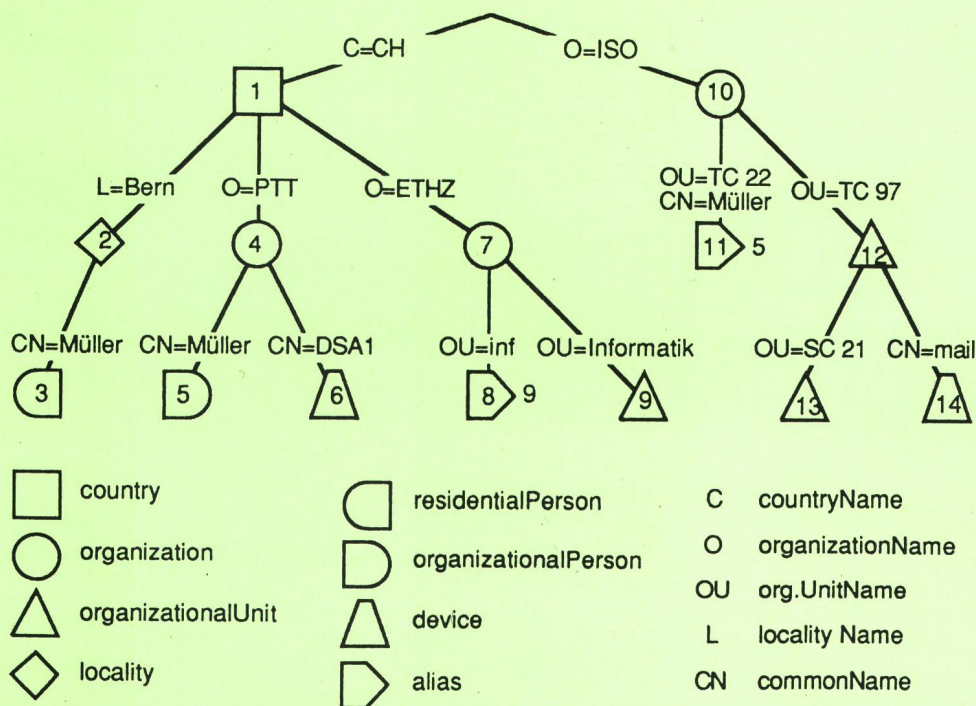 C=CH O=ISO
1 10
L=Bern O=PTT O=ETHZ OU=TC 22 OU=TC 97
CN=Müller
2 4 7 11 5 12
CN=Müller CN=Müller CN=DSA1 OU=inf OU=Informatik OU=SC 21 CN=mail
3 5 6 8 9 9 13 14
country residentialPerson C countryName
organization organizationalPerson O organizationName
organizationalUnit device OU org.UnitName
L locality Name
locality alias CN commonName